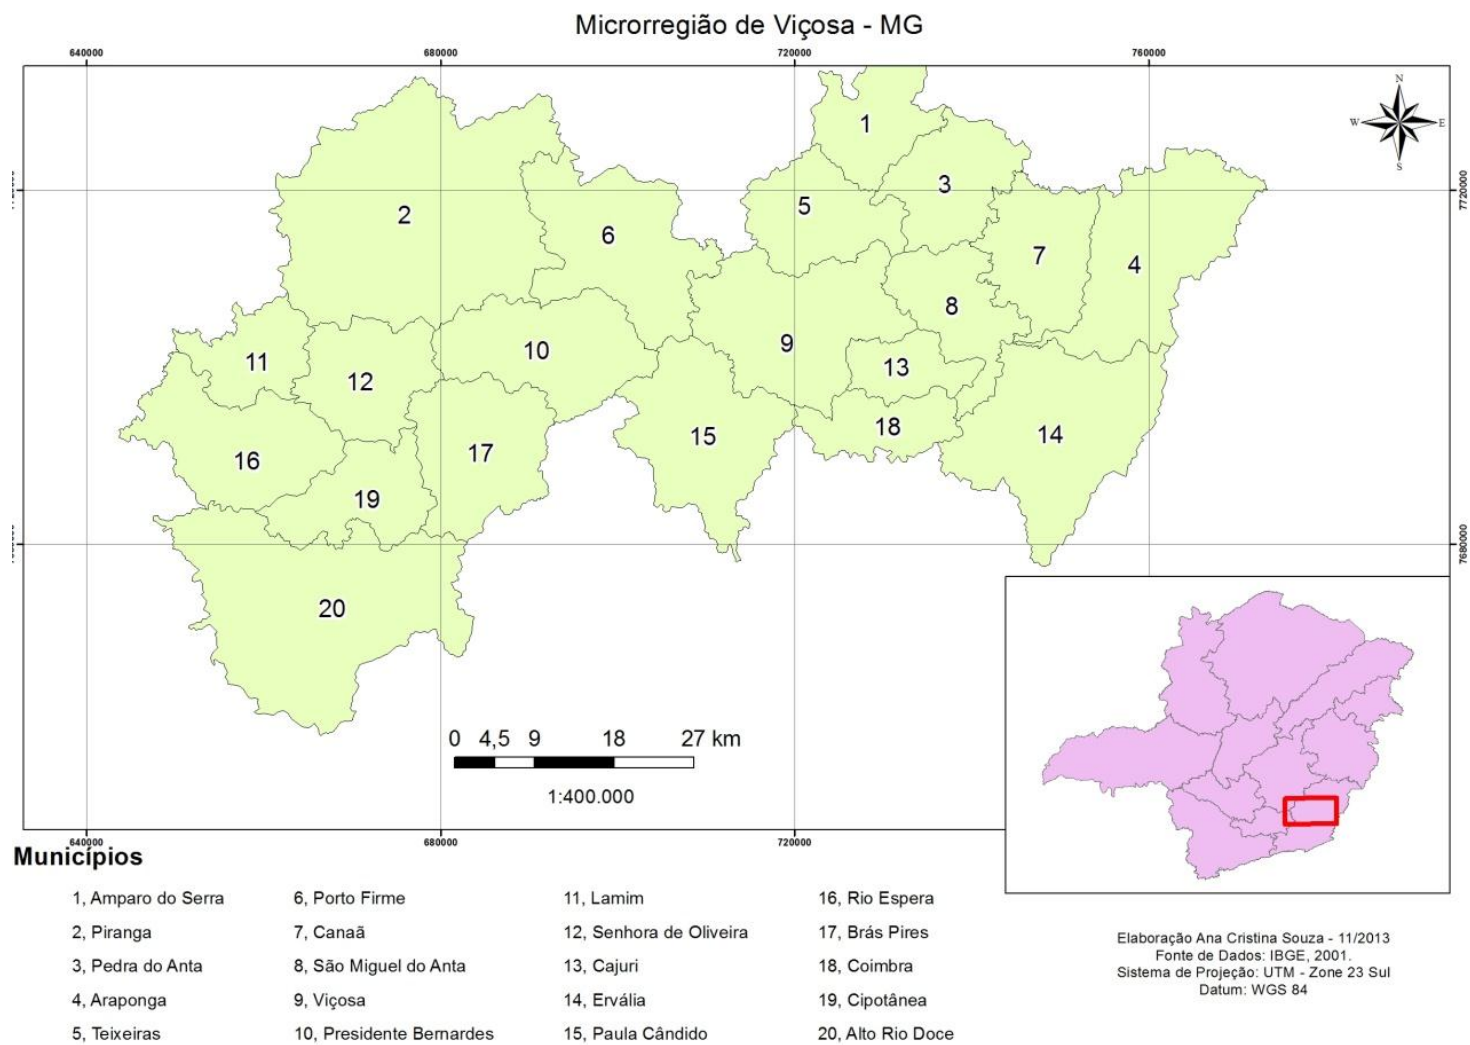 Microrregião de Viçosa - MG
640000 680000 720000 760000
N
W E
S
1
3
2
5
7720000
6
7
4
8
9
10
11
13
12
18
14
15
17
16
19
7680000
20
0 4,5 9 18 27 km
1:400.000
640000 680000 720000
Municípios
1, Amparo do Serra
2, Piranga
3, Pedra do Anta
4, Araponga
5, Teixeiras
6, Porto Firme
7, Canaã
8, São Miguel do Anta
9, Viçosa
10, Presidente Bernardes
11, Lamim
12, Senhora de Oliveira
13, Cajuri
14, Ervália
15, Paula Cândido
16, Rio Espera
17, Brás Pires
18, Coimbra
19, Cipotânea
20, Alto Rio Doce
Elaboração Ana Cristina Souza - 11/2013
Fonte de Dados: IBGE, 2001.
Sistema de Projeção: UTM - Zone 23 Sul
Datum: WGS 84